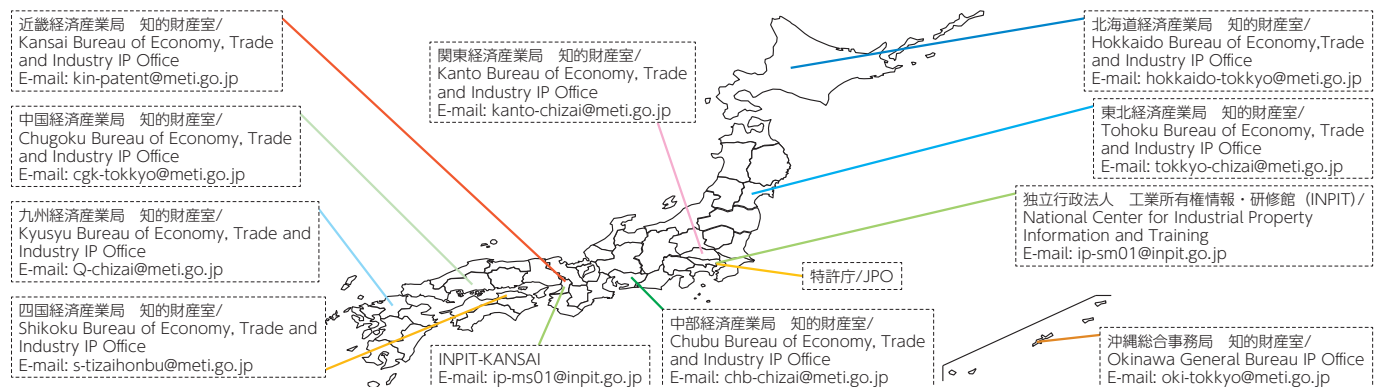 近畿経済産業局　知的財産室/
Kansai Bureau of Economy, Trade
and Industry IP Office
E-mail: kin-patent@meti.go.jp
中国経済産業局　知的財産室/
Chugoku Bureau of Economy, Trade
and Industry IP Office
E-mail: cgk-tokkyo@meti.go.jp
九州経済産業局　知的財産室/
Kyusyu Bureau of Economy, Trade and
Industry IP Office
E-mail: Q-chizai@meti.go.jp
四国経済産業局　知的財産室/
Shikoku Bureau of Economy, Trade and
Industry IP Office
E-mail: s-tizaihonbu@meti.go.jp
関東経済産業局　知的財産室/
Kanto Bureau of Economy, Trade
and Industry IP Office
E-mail: kanto-chizai@meti.go.jp
INPIT-KANSAI
E-mail: ip-ms01@inpit.go.jp
中部経済産業局　知的財産室/
Chubu Bureau of Economy, Trade
and Industry IP Office
E-mail: chb-chizai@meti.go.jp
北海道経済産業局　知的財産室/
Hokkaido Bureau of Economy,Trade
and Industry IP Office
E-mail: hokkaido-tokkyo@meti.go.jp
東北経済産業局　知的財産室/
Tohoku Bureau of Economy, Trade
and Industry IP Office
E-mail: tokkyo-chizai@meti.go.jp
独立行政法人　工業所有権情報・研修館（INPIT）/
National Center for Industrial Property
Information and Training
E-mail: ip-sm01@inpit.go.jp
特許庁/JPO
沖縄総合事務局　知的財産室/
Okinawa General Bureau IP Office
E-mail: oki-tokkyo@meti.go.jp